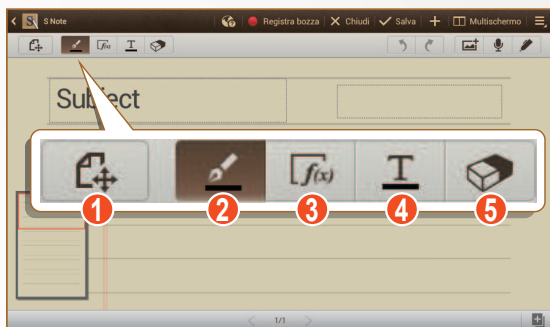 S Note Registra bozza Chiudi Salva Multischermo
f(x) T
Subject
f(x) T
1 2 3 4 5
1/1